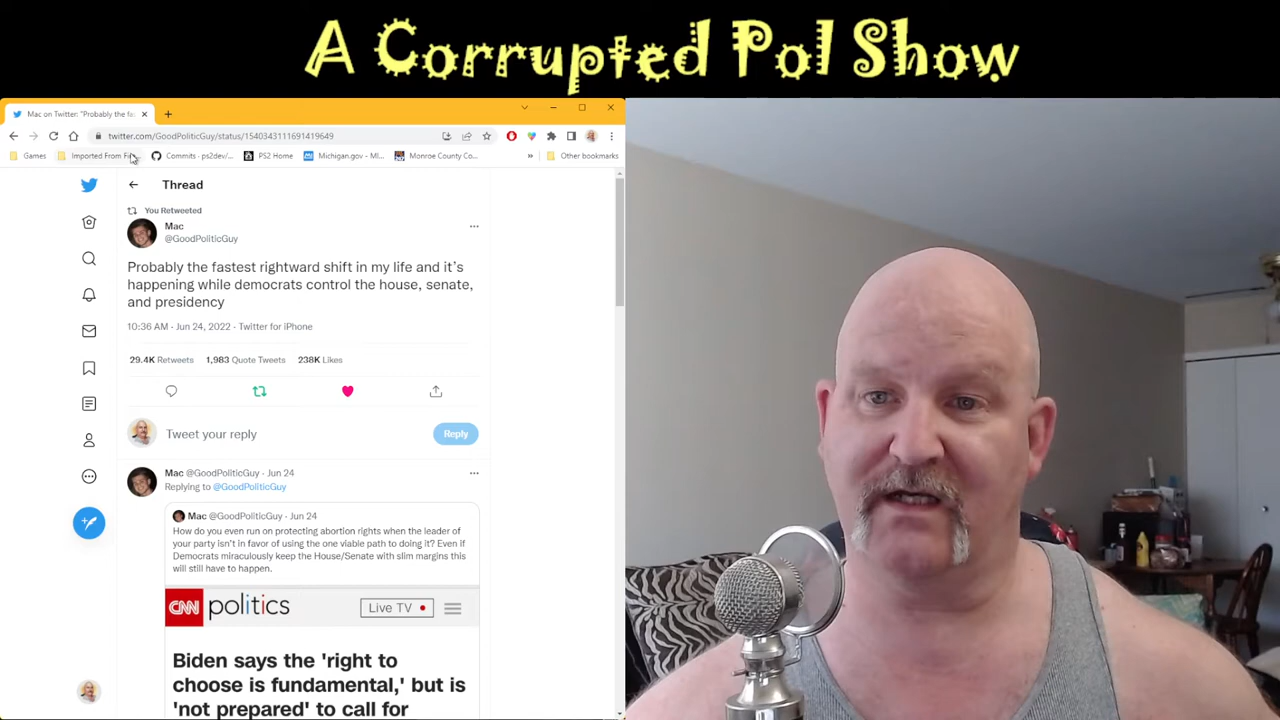 A Corrupted Pol Show
Mac on Twitter: "Probably the fas
twitter.com/GoodPoliticGuy/status/1540343111691419649
Games
Imported From
Commits · ps2dev/...
PS2 Home
Michigan.gov - MI...
Monroe County Co...
»
Other bookmarks
Thread
You Retweeted
Mac
@GoodPoliticGuy
Probably the fastest rightward shift in my life and it's
happening while democrats control the house, senate,
and presidency
10:36 AM · Jun 24, 2022 · Twitter for iPhone
29.4K Retweets 1,983 Quote Tweets 238K Likes
Tweet your reply
Reply
Mac @GoodPoliticGuy · Jun 24
Replying to @GoodPoliticGuy
Mac @GoodPoliticGuy · Jun 24
How do you even run on protecting abortion rights when the leader of
your party isn't in favor of using the one viable path to doing it? Even if
Democrats miraculously keep the House/Senate with slim margins this
will still have to happen.
CNN politics Live TV
Biden says the 'right to
choose is fundamental,' but is
'not prepared' to call for